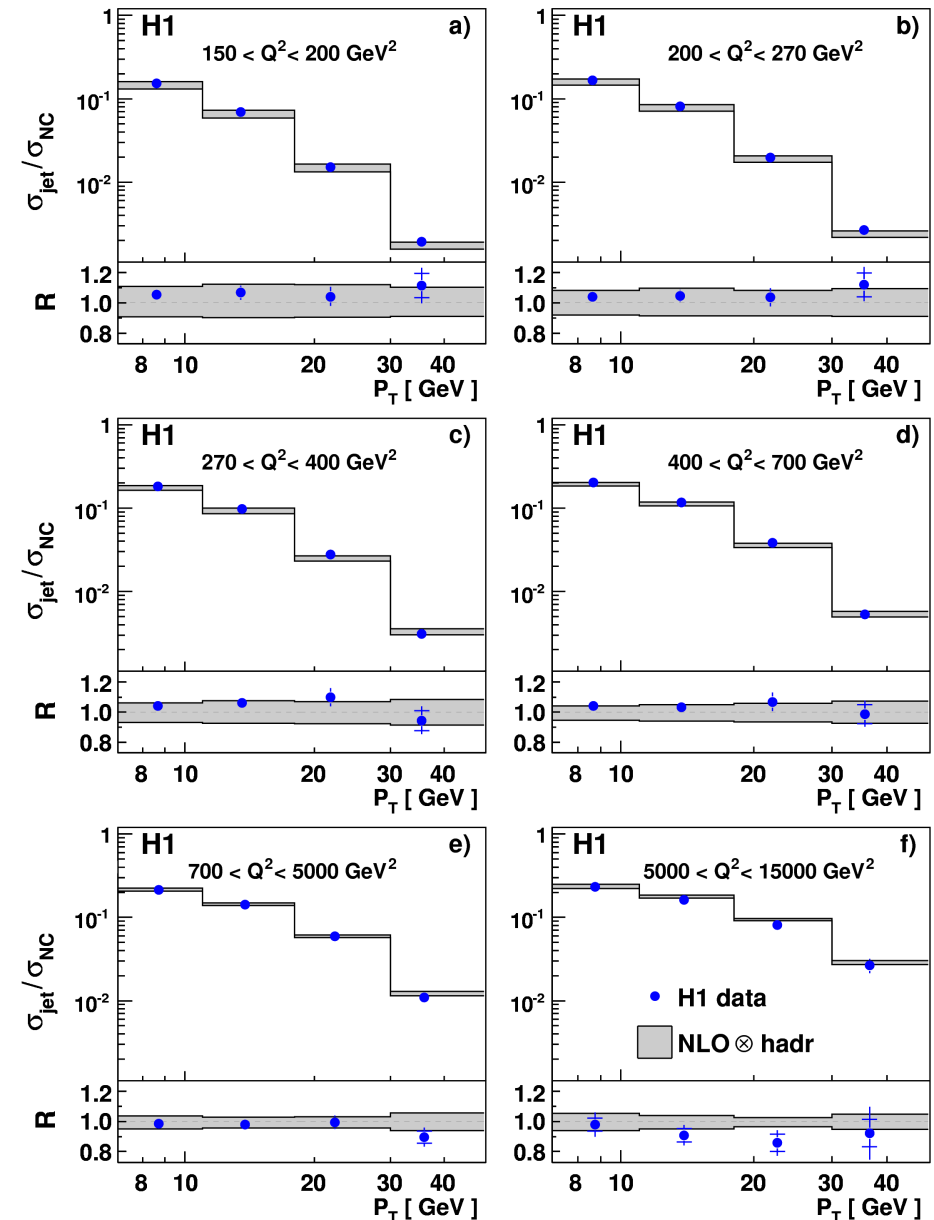 H1 a) 150 < Q²< 200 GeV²
1
10⁻¹
10⁻²
σjet/σNC
R
1.2
1.0
0.8
8 10 20 30 40
P_T [ GeV ]
H1 b) 200 < Q²< 270 GeV²
1
10⁻¹
10⁻²
1.2
1.0
0.8
8 10 20 30 40
P_T [ GeV ]
H1 c) 270 < Q²< 400 GeV²
1
10⁻¹
10⁻²
σjet/σNC
R
1.2
1.0
0.8
8 10 20 30 40
P_T [ GeV ]
H1 d) 400 < Q²< 700 GeV²
1
10⁻¹
10⁻²
1.2
1.0
0.8
8 10 20 30 40
P_T [ GeV ]
H1 e) 700 < Q²< 5000 GeV²
1
10⁻¹
10⁻²
σjet/σNC
R
1.2
1.0
0.8
8 10 20 30 40
P_T [ GeV ]
H1 f) 5000 < Q²< 15000 GeV²
1
10⁻¹
10⁻²
H1 data
NLO ⊗ hadr
1.2
1.0
0.8
8 10 20 30 40
P_T [ GeV ]